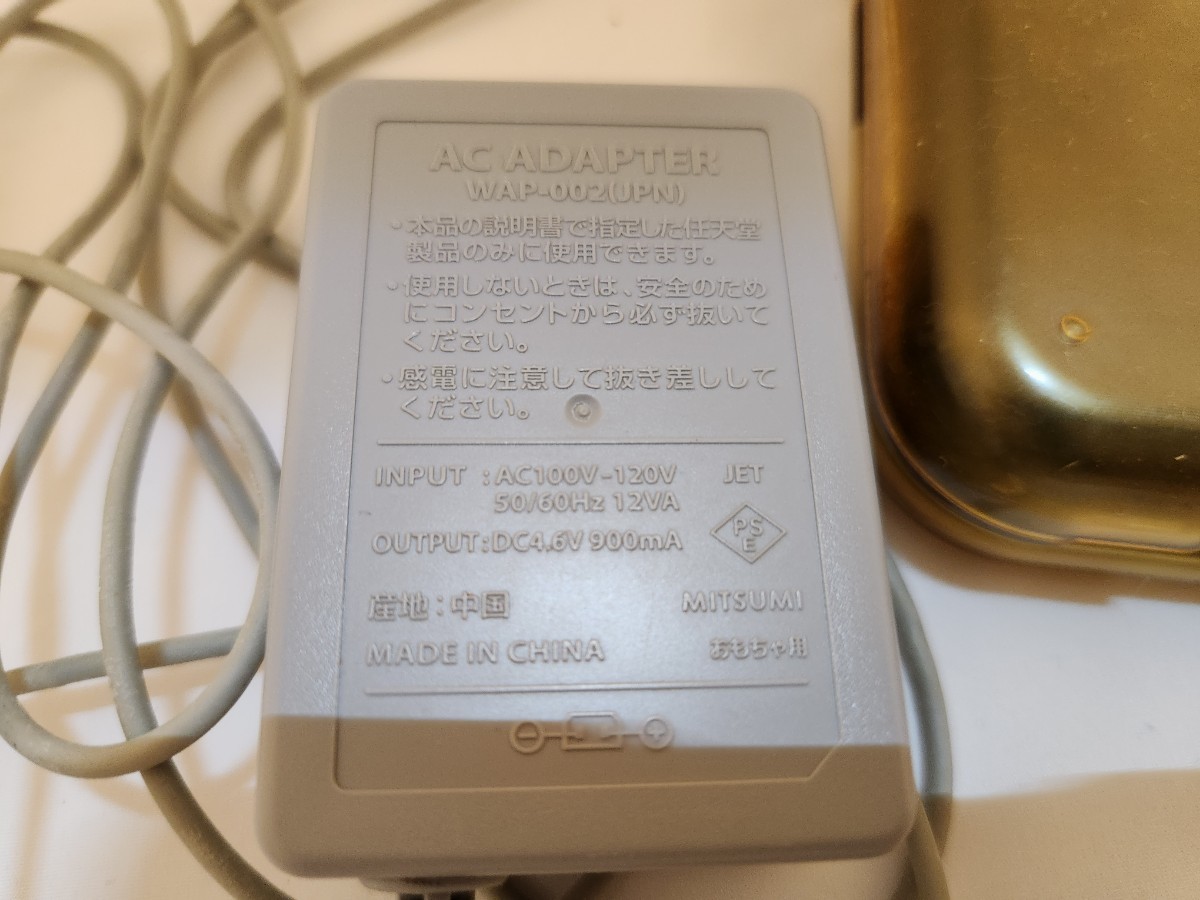 AC ADAPTER
WAP-002(JPN)
・本品の説明書で指定した任天堂
製品のみに使用できます。
・使用しないときは、安全のため
にコンセントから必ず抜いて
ください。
・感電に注意して抜き差しして
ください。
INPUT : AC100V-120V JET
50/60Hz 12VA
PS
E
OUTPUT:DC4.6V 900mA
産地:中国 MITSUMI
MADE IN CHINA おもちゃ用